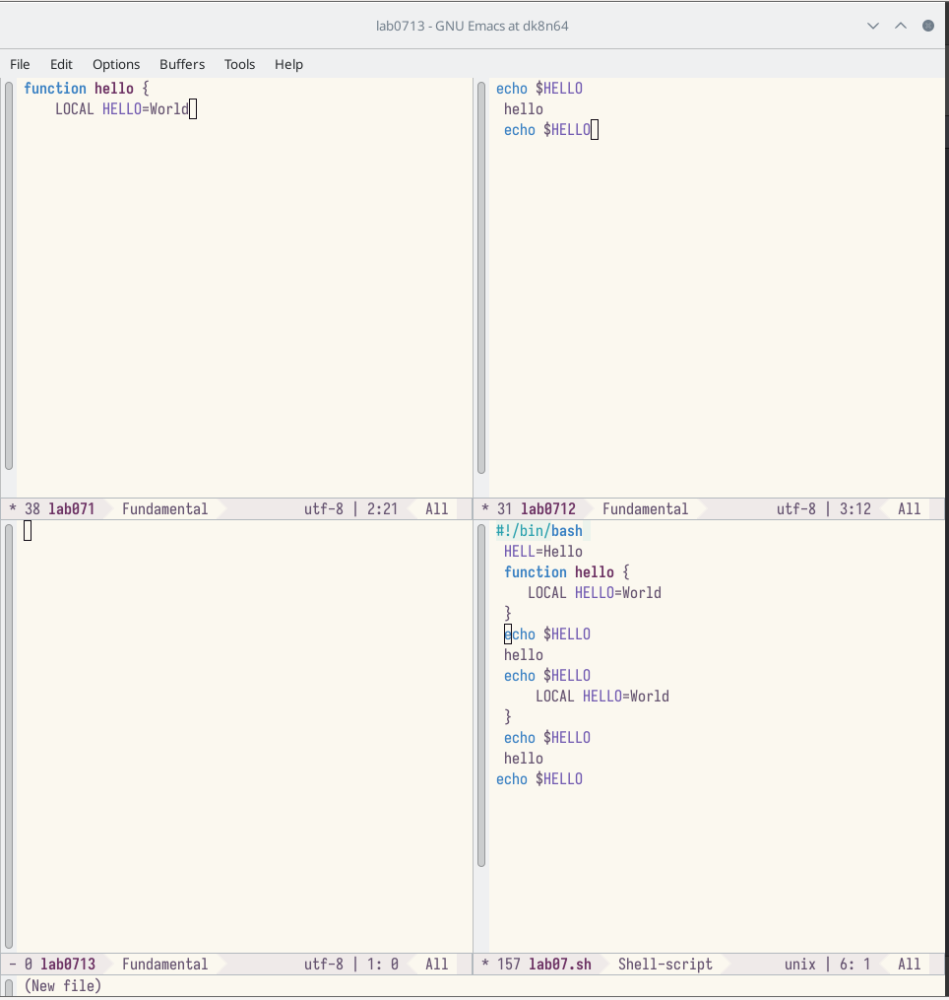 lab0713 - GNU Emacs at dk8n64
File Edit Options Buffers Tools Help
function hello {
    LOCAL HELLO=World
* 38 lab071 Fundamental utf-8 | 2:21 All
echo $HELLO
 hello
 echo $HELLO
* 31 lab0712 Fundamental utf-8 | 3:12 All
- 0 lab0713 Fundamental utf-8 | 1: 0 All
#!/bin/bash
 HELL=Hello
 function hello {
    LOCAL HELLO=World
 }
 echo $HELLO
 hello
 echo $HELLO
     LOCAL HELLO=World
 }
 echo $HELLO
 hello
echo $HELLO
* 157 lab07.sh Shell-script unix | 6: 1 All
(New file)